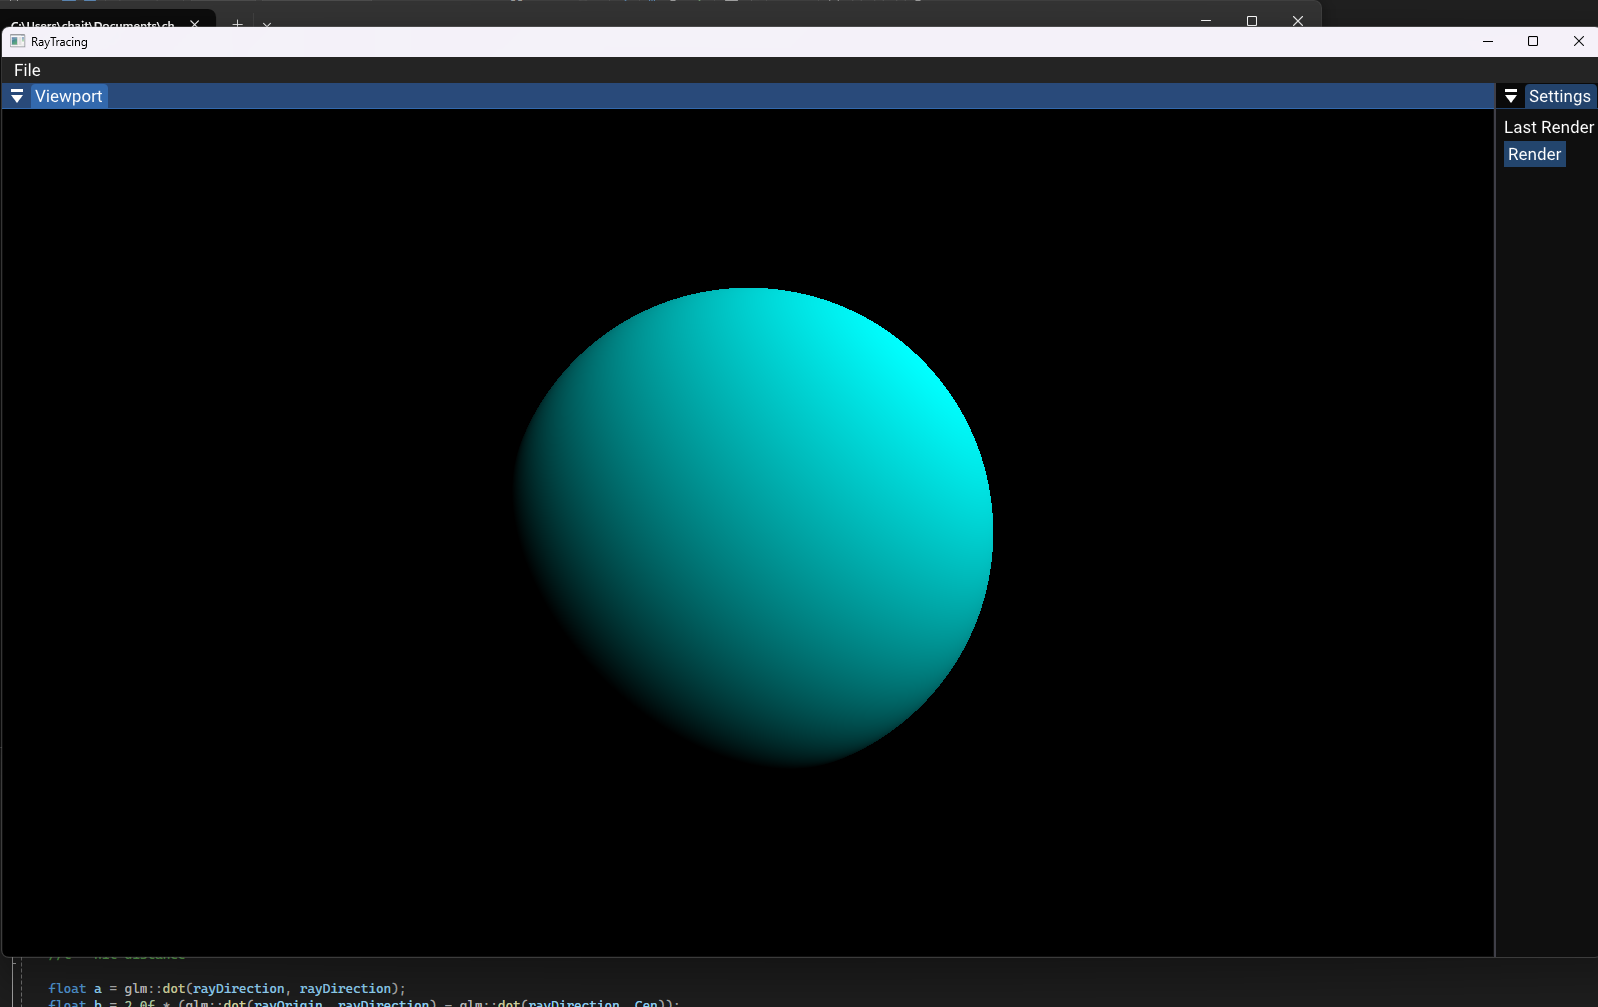 C:\Users\chait\Documents\ch
RayTracing
File
Viewport
Settings
Last Render
Render
float a = glm::dot(rayDirection, rayDirection);
float b = 2.0f * (glm::dot(rayOrigin, rayDirection) - glm::dot(rayDirection, Cen));